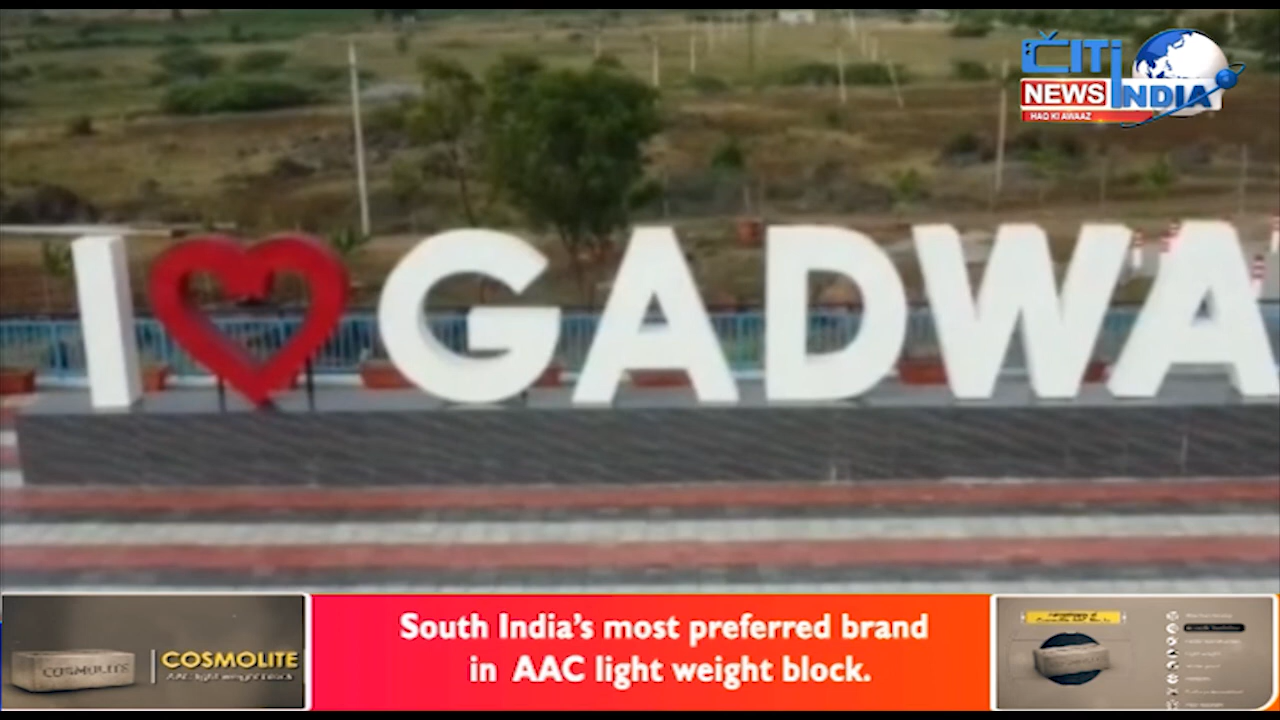 CITI
NEWS INDIA
HAQ KI AWAAZ
I GADWA
COSMOLITE
COSMOLITE
AAC light weight block
South India's most preferred brand
in AAC light weight block.